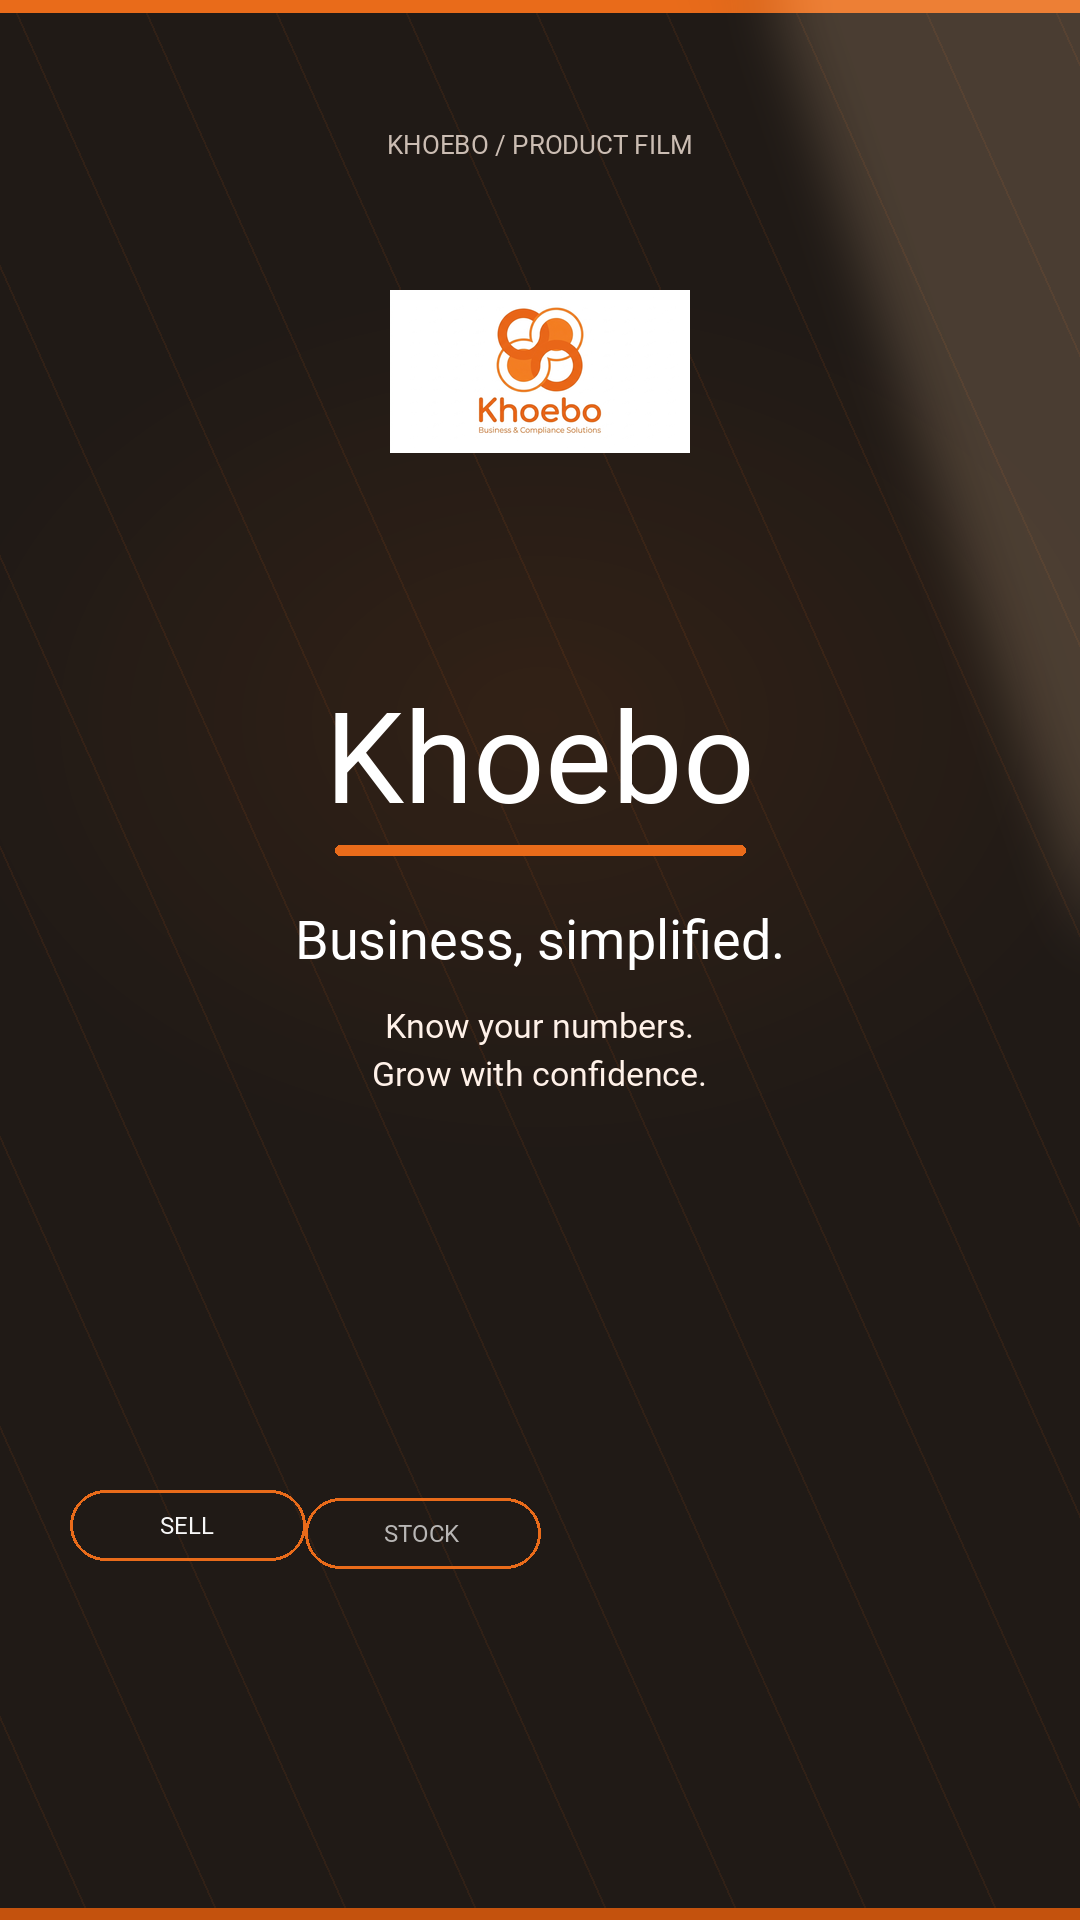 KHOEBO / PRODUCT FILM
Khoebo
Business & Compliance Solutions
Khoebo
Business, simplified.
Know your numbers.
Grow with confidence.
SELL
STOCK